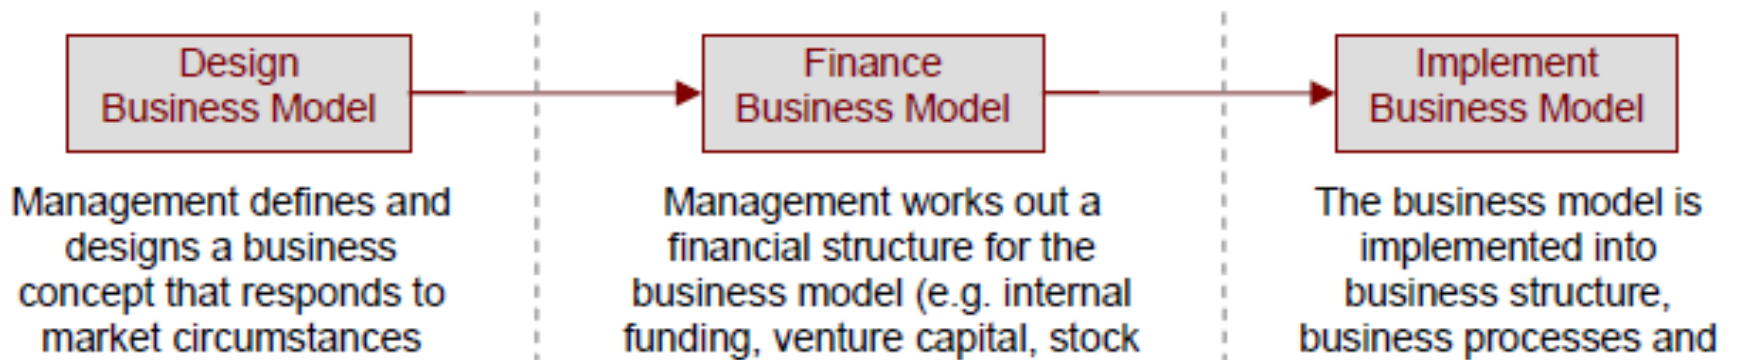 Design
Business Model
Finance
Business Model
Implement
Business Model
Management defines and
designs a business
concept that responds to
market circumstances
Management works out a
financial structure for the
business model (e.g. internal
funding, venture capital, stock
The business model is
implemented into
business structure,
business processes and